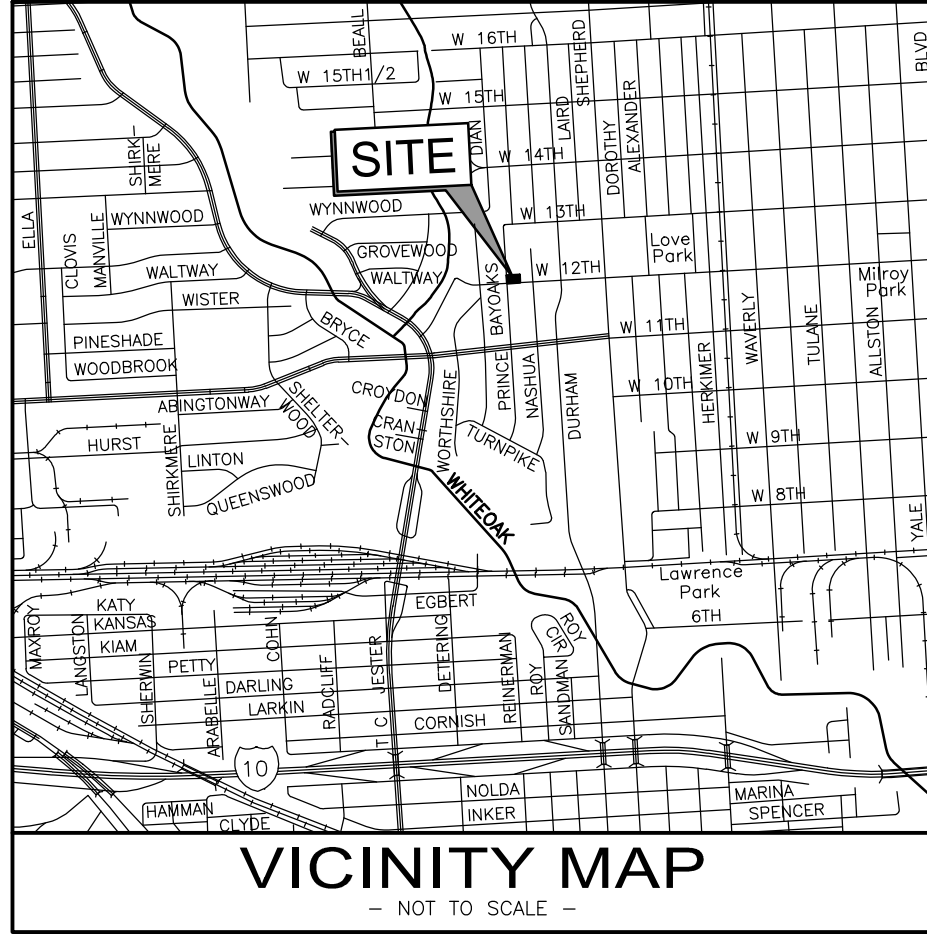 BEALL
W 16TH
BLVD
W 15TH1/2
SHEPHERD
W 15TH
LAIRD
DIAN
SHIRK-
MERE
DOROTHY
ALEXANDER
SITE
W 14TH
WYNNWOOD
WYNNWOOD
W 13TH
ELLA
CLOVIS
MANVILLE
GROVEWOOD
Love
Park
WALTWAY
WALTWAY
BAYOAKS
W 12TH
Milroy
Park
WISTER
BRYCE
W 11TH
WAVERLY
TULANE
ALLSTON
PINESHADE
WOODBROOK
CROYDON
PRINCE
NASHUA
DURHAM
W 10TH
HERKIMER
ABINGTONWAY
SHELTER-
WOOD
CRAN-
STON
WORTHSHIRE
TURNPIKE
W 9TH
HURST
SHIRKMERE
LINTON
QUEENSWOOD
WHITEOAK
W 8TH
YALE
Lawrence
Park
KATY
EGBERT
6TH
KANSAS
KIAM
MAXROY
LANGSTON
SHERWIN
COHN
ROY
CIR
PETTY
ARABELLE
DARLING
RADCLIFF
T C JESTER
DETERING
REINERMAN
ROY
SANDMAN
LARKIN
CORNISH
10
NOLDA
MARINA
HAMMAN
INKER
SPENCER
CLYDE
VICINITY MAP
- NOT TO SCALE -